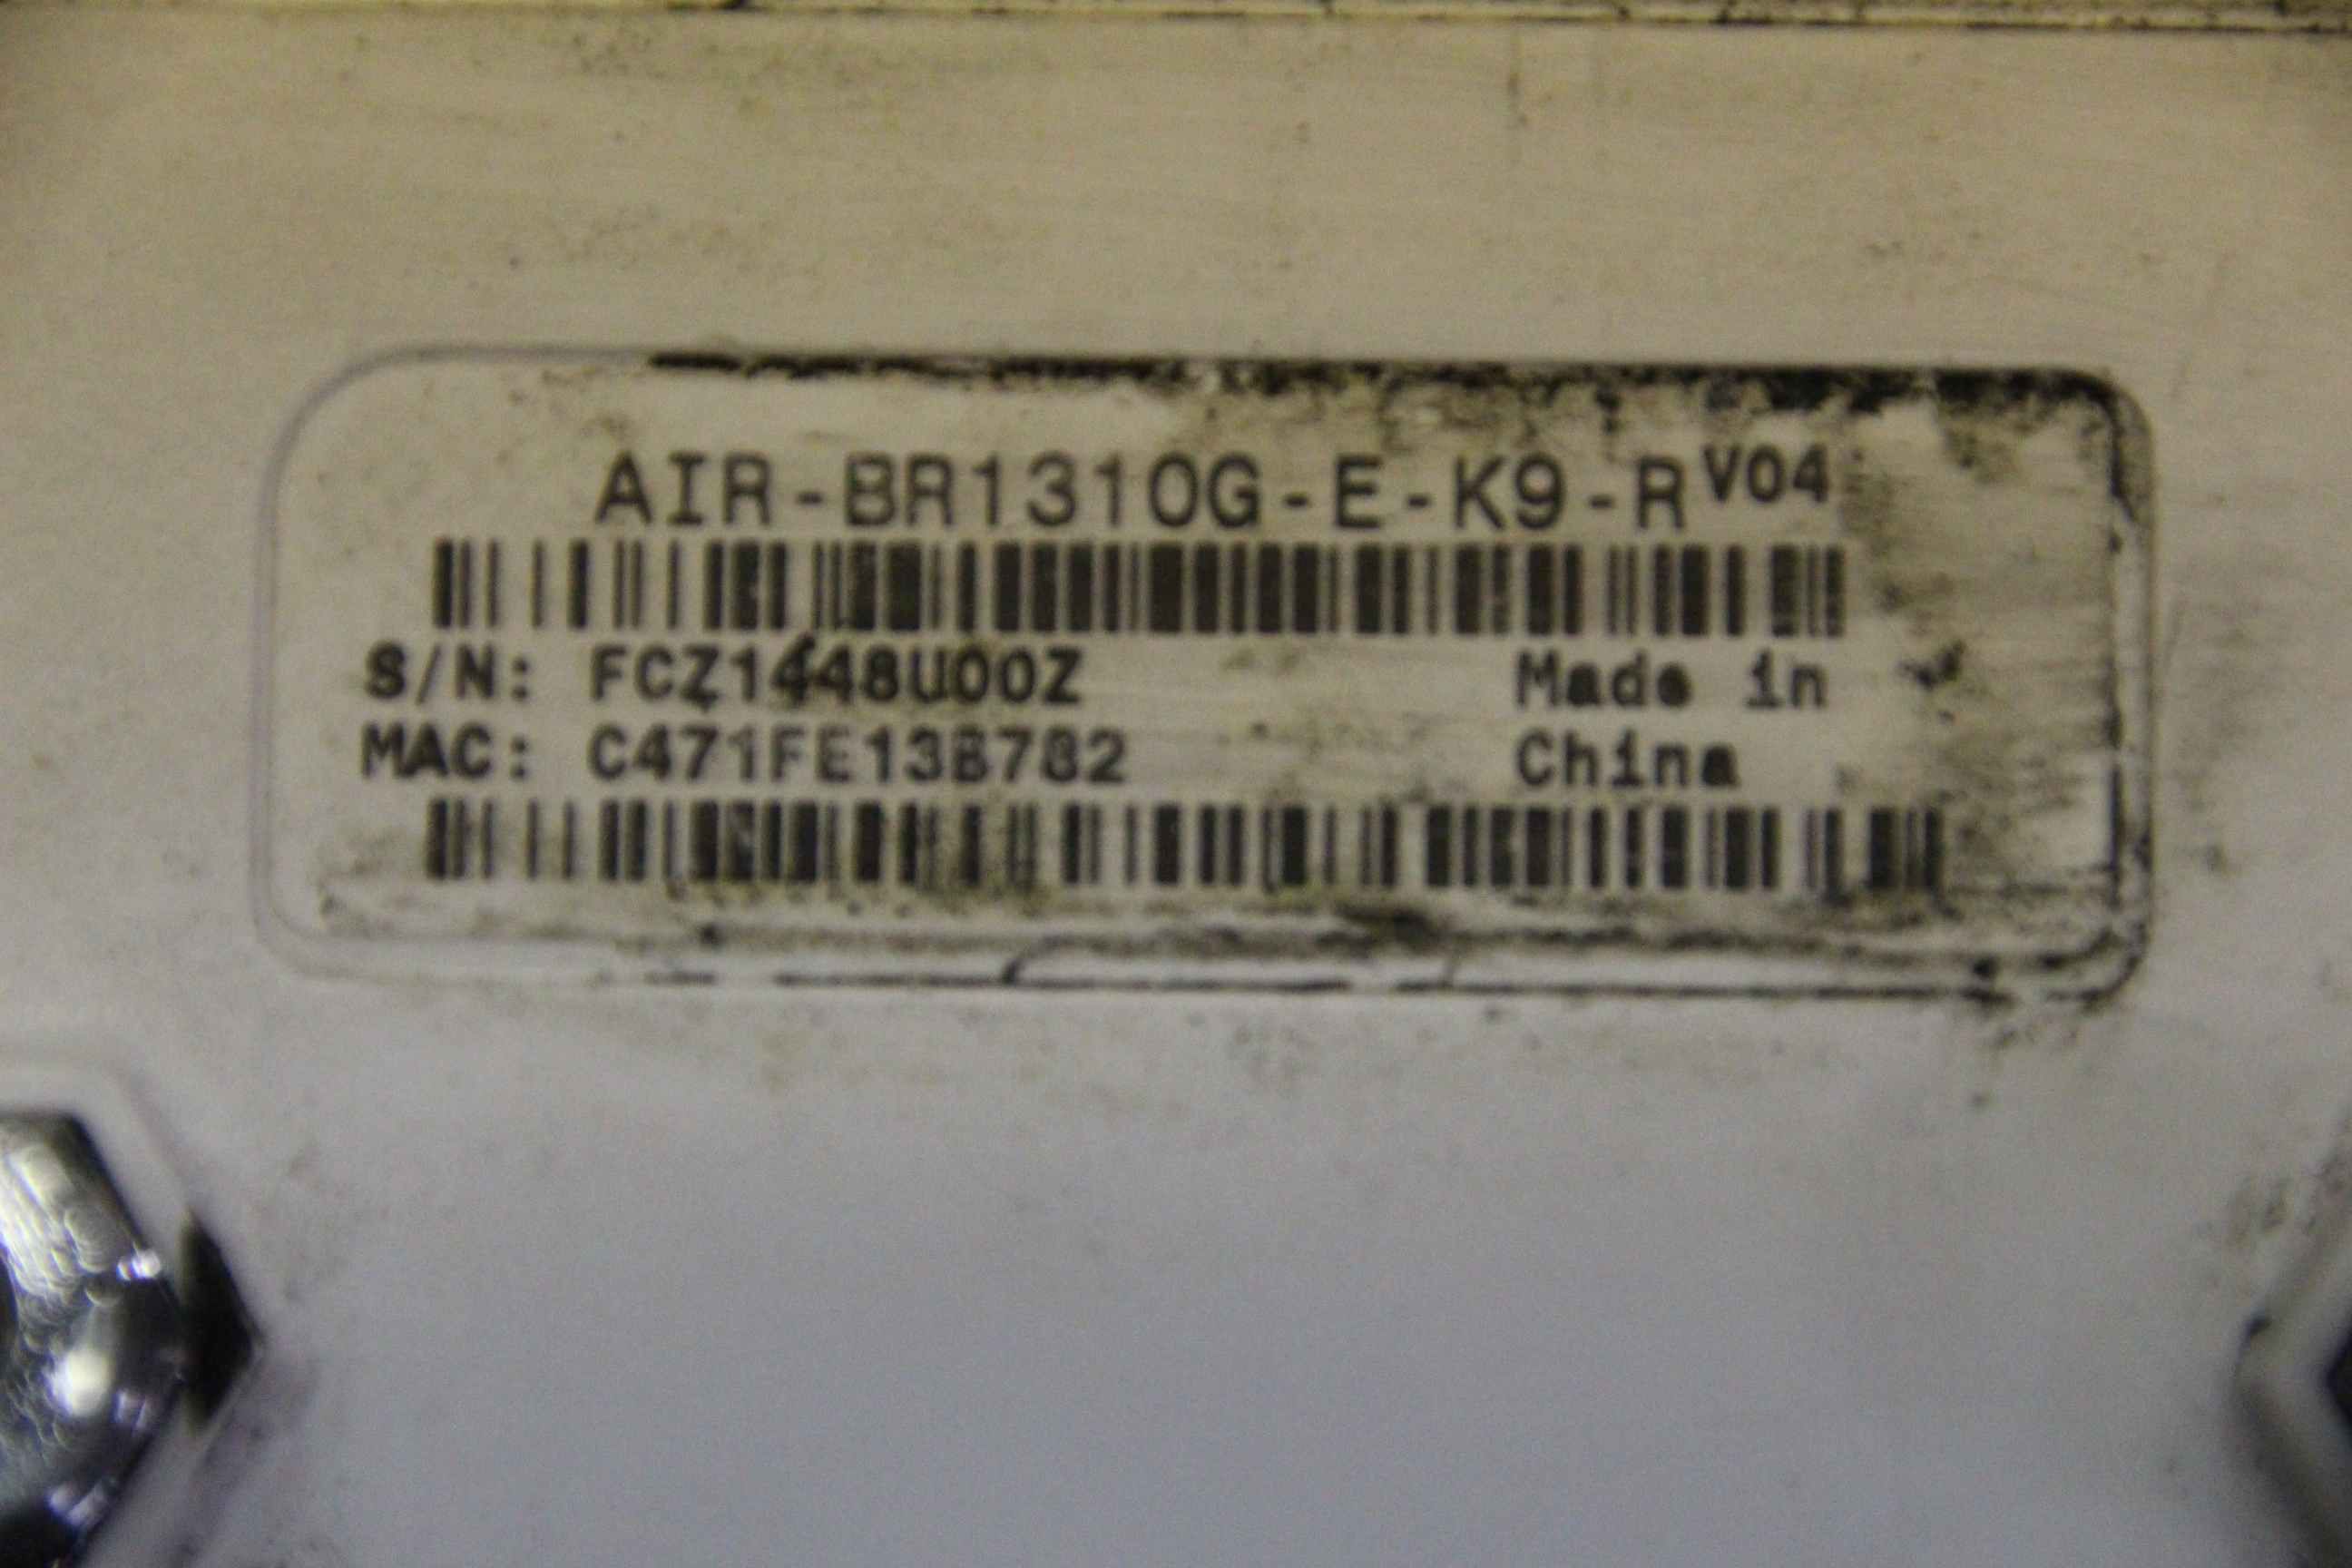 AIR-BR1310G-E-K9-R V04
S/N: FCZ1448U00Z
Made in
MAC: C471FE13B782
China